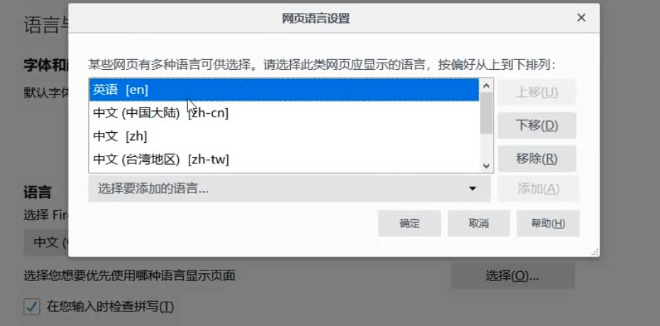 网页语言设置
语言与
字体和
某些网页有多种语言可供选择。请选择此类网页应显示的语言，按偏好从上到下排列：
默认字体
英语 [en]
上移(U)
中文 (中国大陆) [zh-cn]
下移(D)
中文 [zh]
中文 (台湾地区) [zh-tw]
移除(R)
选择要添加的语言...
添加(A)
语言
选择 Fir
确定
取消
帮助(H)
中文 (
选择您想要优先使用哪种语言显示页面
选择(O)...
在您输入时检查拼写(T)